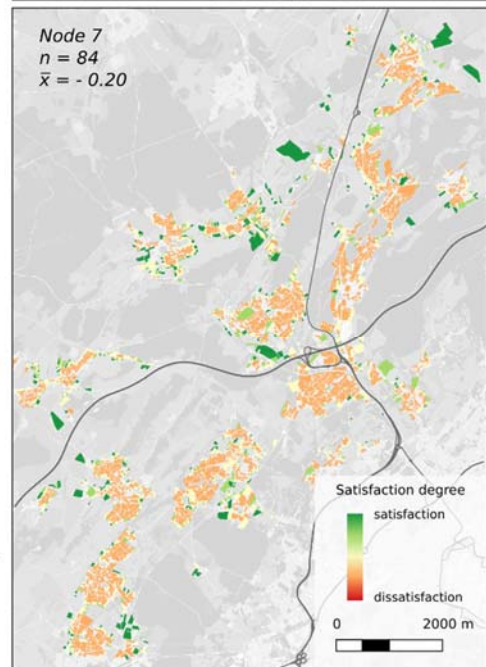 Node 7
n = 84
x̅ = - 0.20
Satisfaction degree
satisfaction
dissatisfaction
0 2000 m